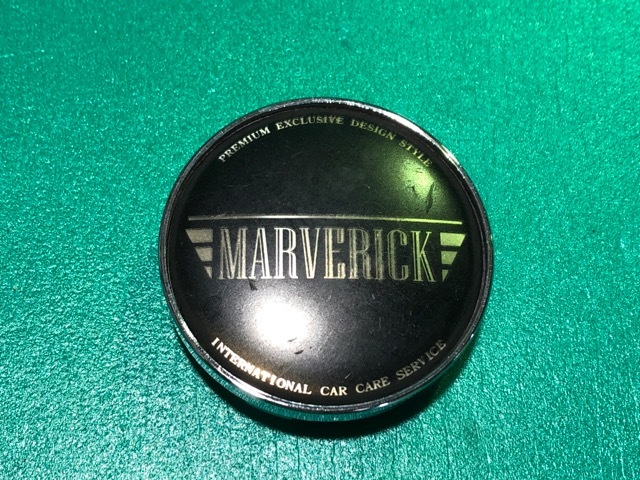 PREMIUM EXCLUSIVE DESIGN STYLE
MARVERICK
INTERNATIONAL CAR CARE SERVICE